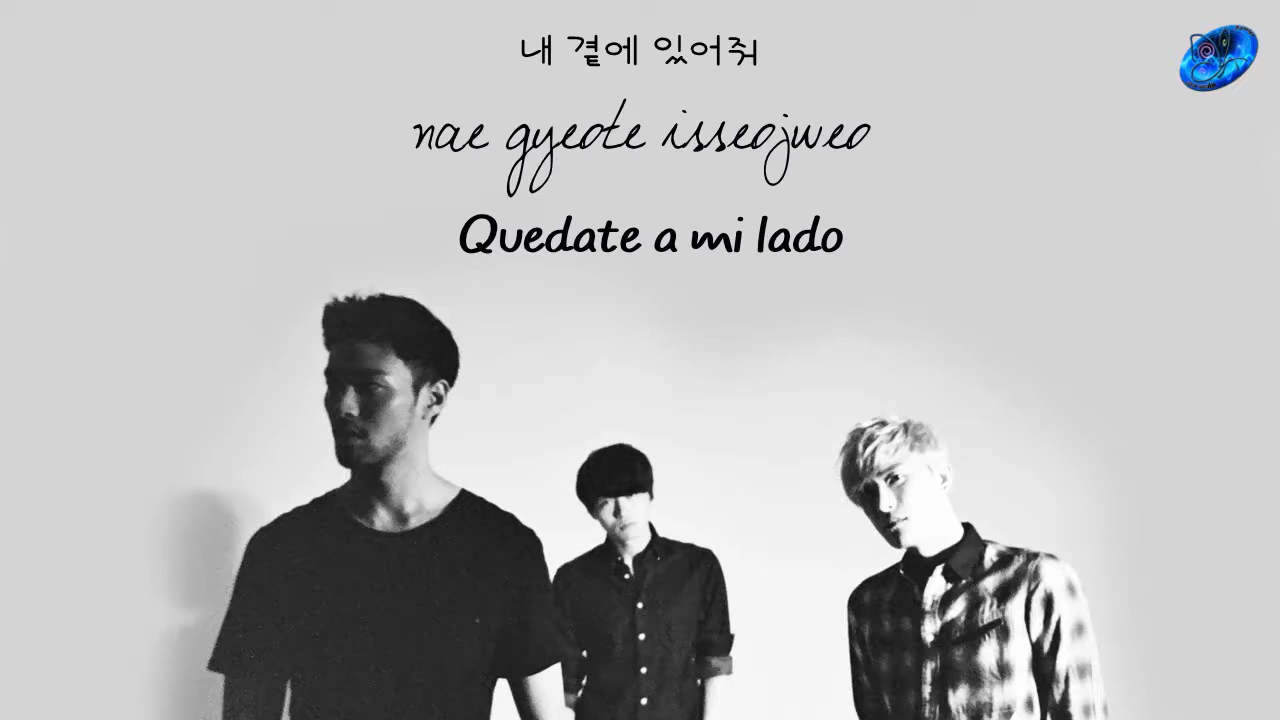 내 곁에 있어줘
nae gyeote isseojweo
Quedate a mi lado